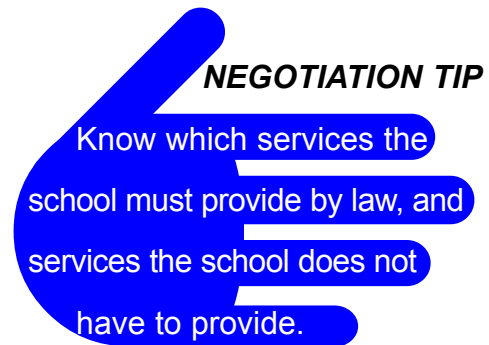 NEGOTIATION TIP
Know which services the
school must provide by law, and
services the school does not
have to provide.